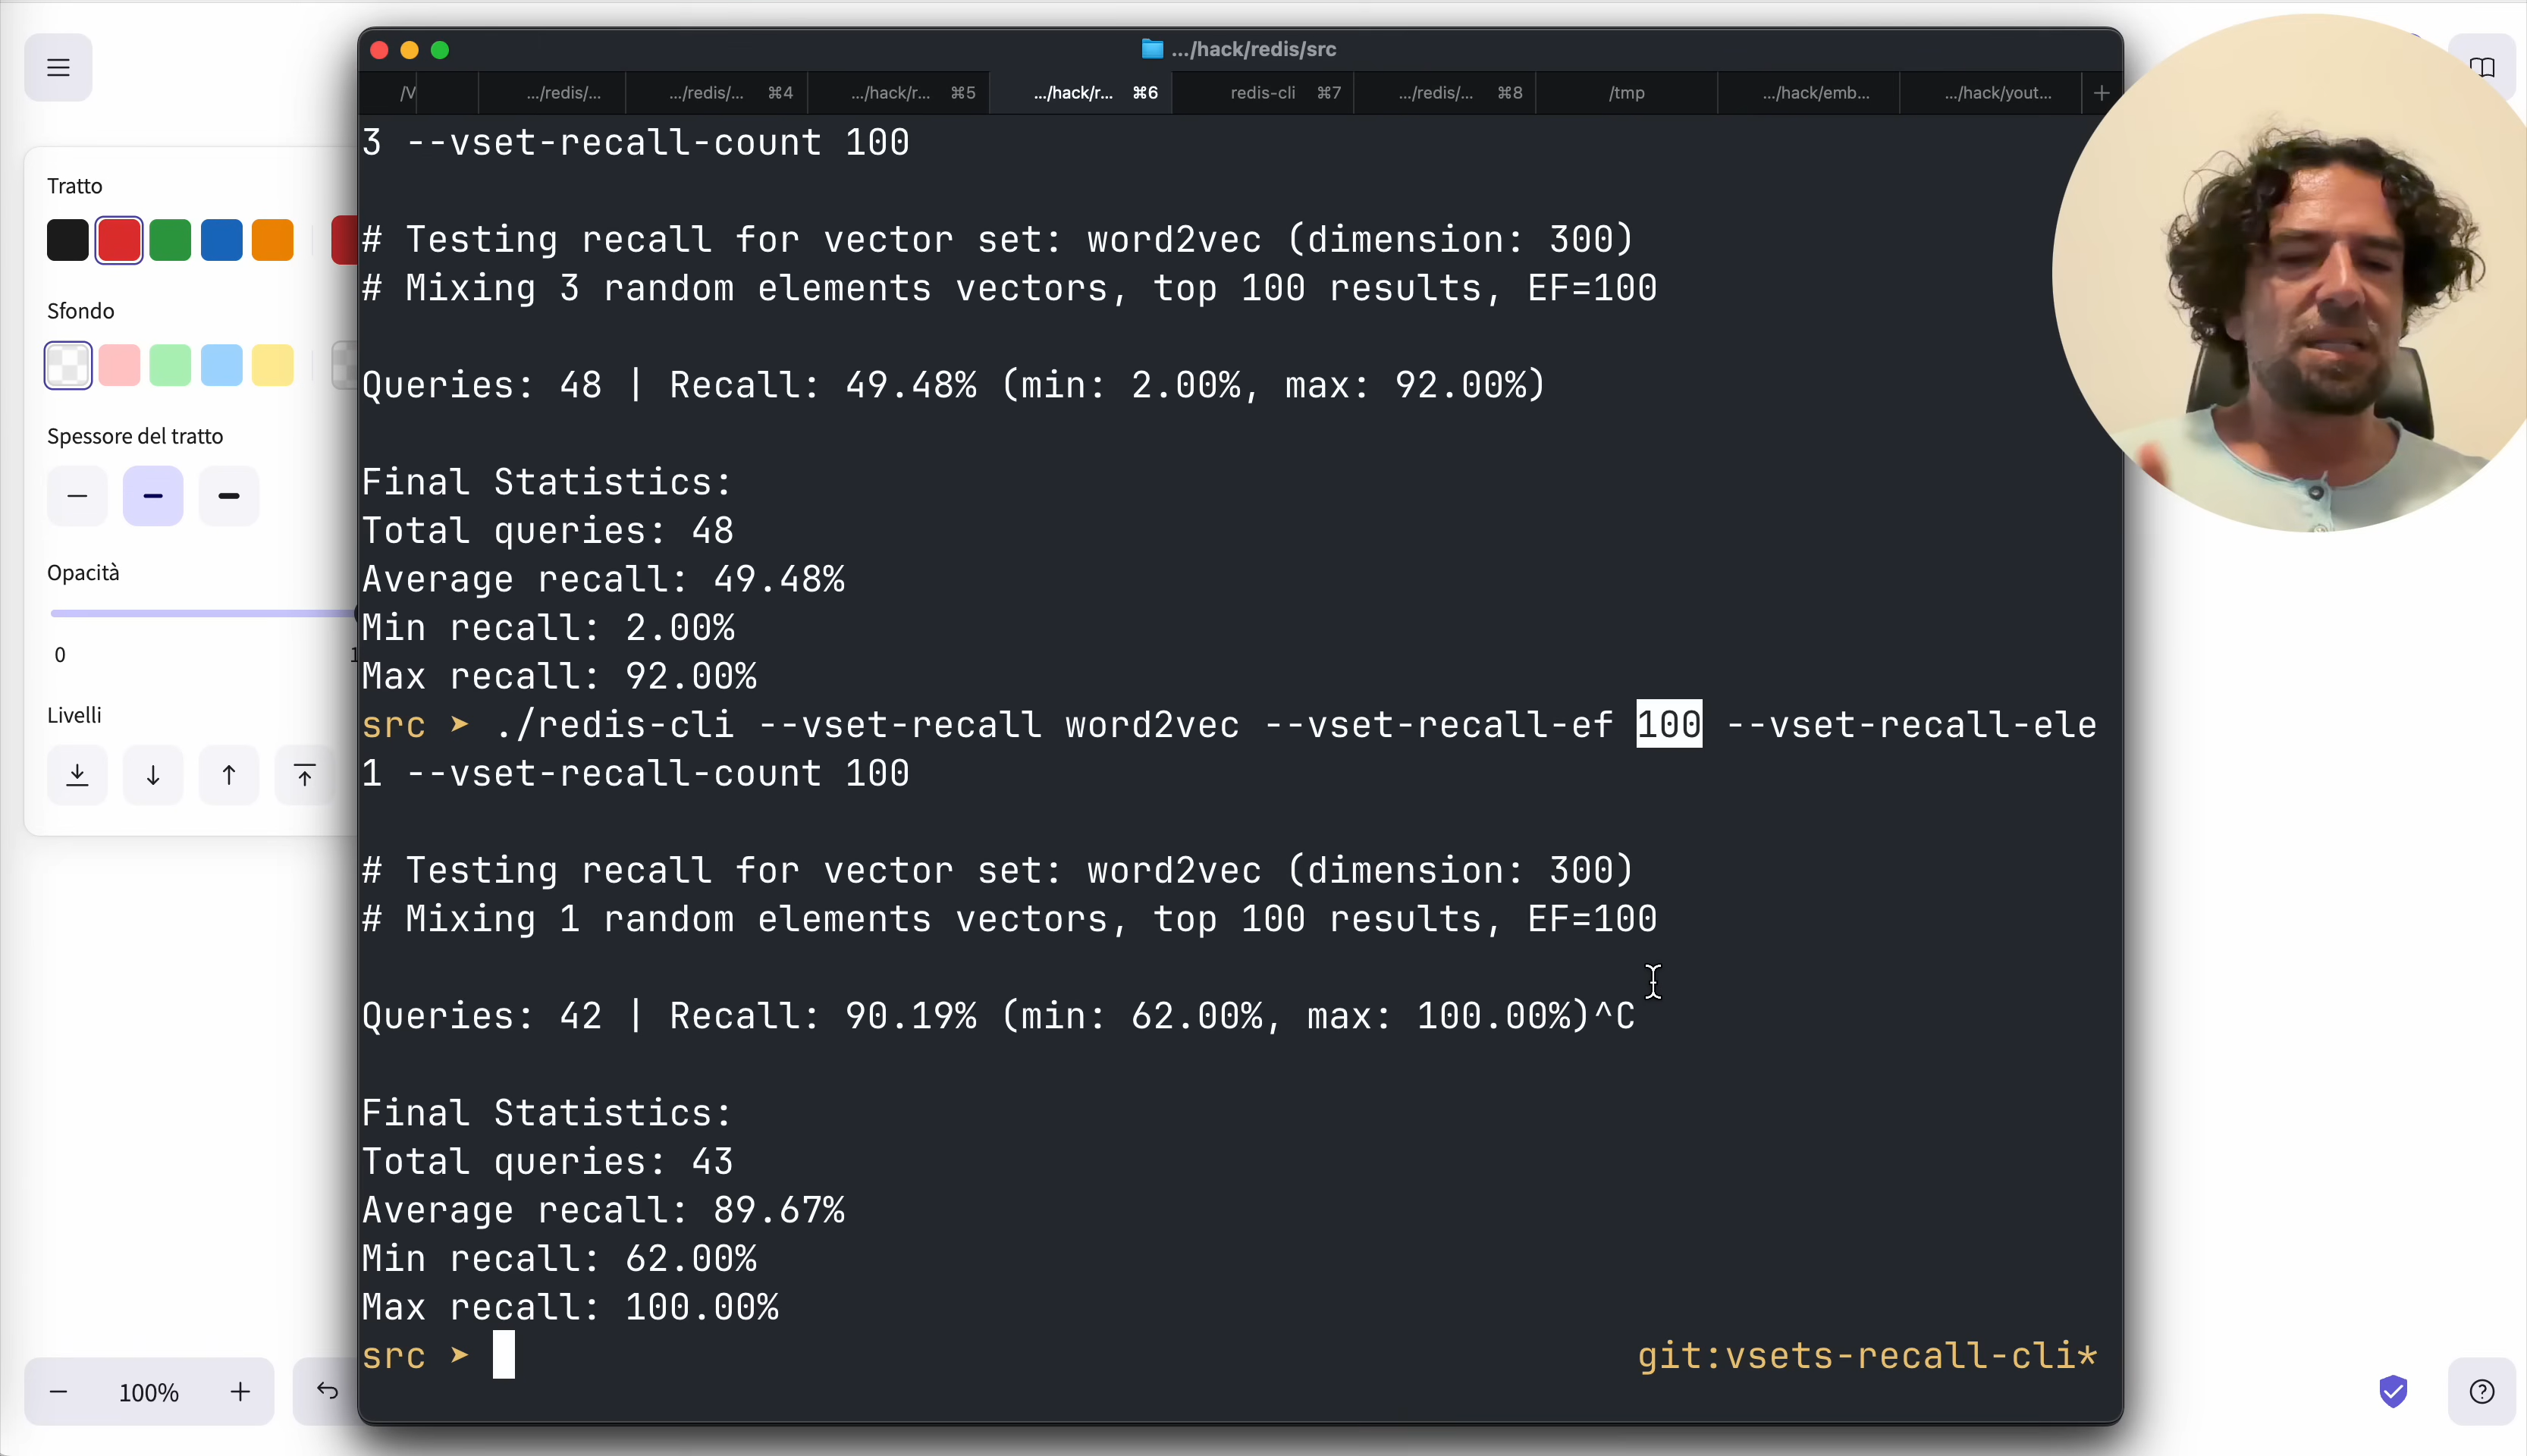 .../hack/redis/src
/V
.../redis/...
.../redis/... ⌘4
.../hack/r... ⌘5
.../hack/r... ⌘6
redis-cli ⌘7
.../redis/... ⌘8
/tmp
.../hack/emb...
.../hack/yout...
+
Tratto
Sfondo
Spessore del tratto
Opacità
0
1
Livelli
100%
3 --vset-recall-count 100
# Testing recall for vector set: word2vec (dimension: 300)
# Mixing 3 random elements vectors, top 100 results, EF=100
Queries: 48 | Recall: 49.48% (min: 2.00%, max: 92.00%)
Final Statistics:
Total queries: 48
Average recall: 49.48%
Min recall: 2.00%
Max recall: 92.00%
src ➤ ./redis-cli --vset-recall word2vec --vset-recall-ef 100 --vset-recall-ele
1 --vset-recall-count 100
# Testing recall for vector set: word2vec (dimension: 300)
# Mixing 1 random elements vectors, top 100 results, EF=100
Queries: 42 | Recall: 90.19% (min: 62.00%, max: 100.00%)^C
Final Statistics:
Total queries: 43
Average recall: 89.67%
Min recall: 62.00%
Max recall: 100.00%
src ➤ git:vsets-recall-cli*